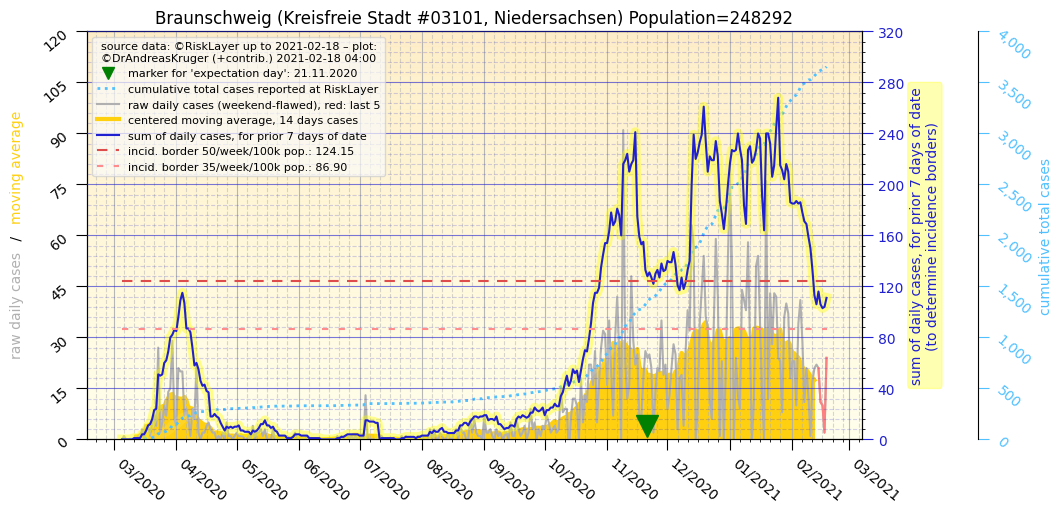 Braunschweig (Kreisfreie Stadt #03101, Niedersachsen) Population=248292
source data: ©RiskLayer up to 2021-02-18 – plot:
©DrAndreasKruger (+contrib.) 2021-02-18 04:00
marker for 'expectation day': 21.11.2020
cumulative total cases reported at RiskLayer
raw daily cases (weekend-flawed), red: last 5
centered moving average, 14 days cases
sum of daily cases, for prior 7 days of date
incid. border 50/week/100k pop.: 124.15
incid. border 35/week/100k pop.: 86.90
raw daily cases / moving average
120
105
90
75
60
45
30
15
0
03/2020
04/2020
05/2020
06/2020
07/2020
08/2020
09/2020
10/2020
11/2020
12/2020
01/2021
02/2021
03/2021
320
280
240
200
160
120
80
40
0
sum of daily cases, for prior 7 days of date
(to determine incidence borders)
4,000
3,500
3,000
2,500
2,000
1,500
1,000
500
0
cumulative total cases